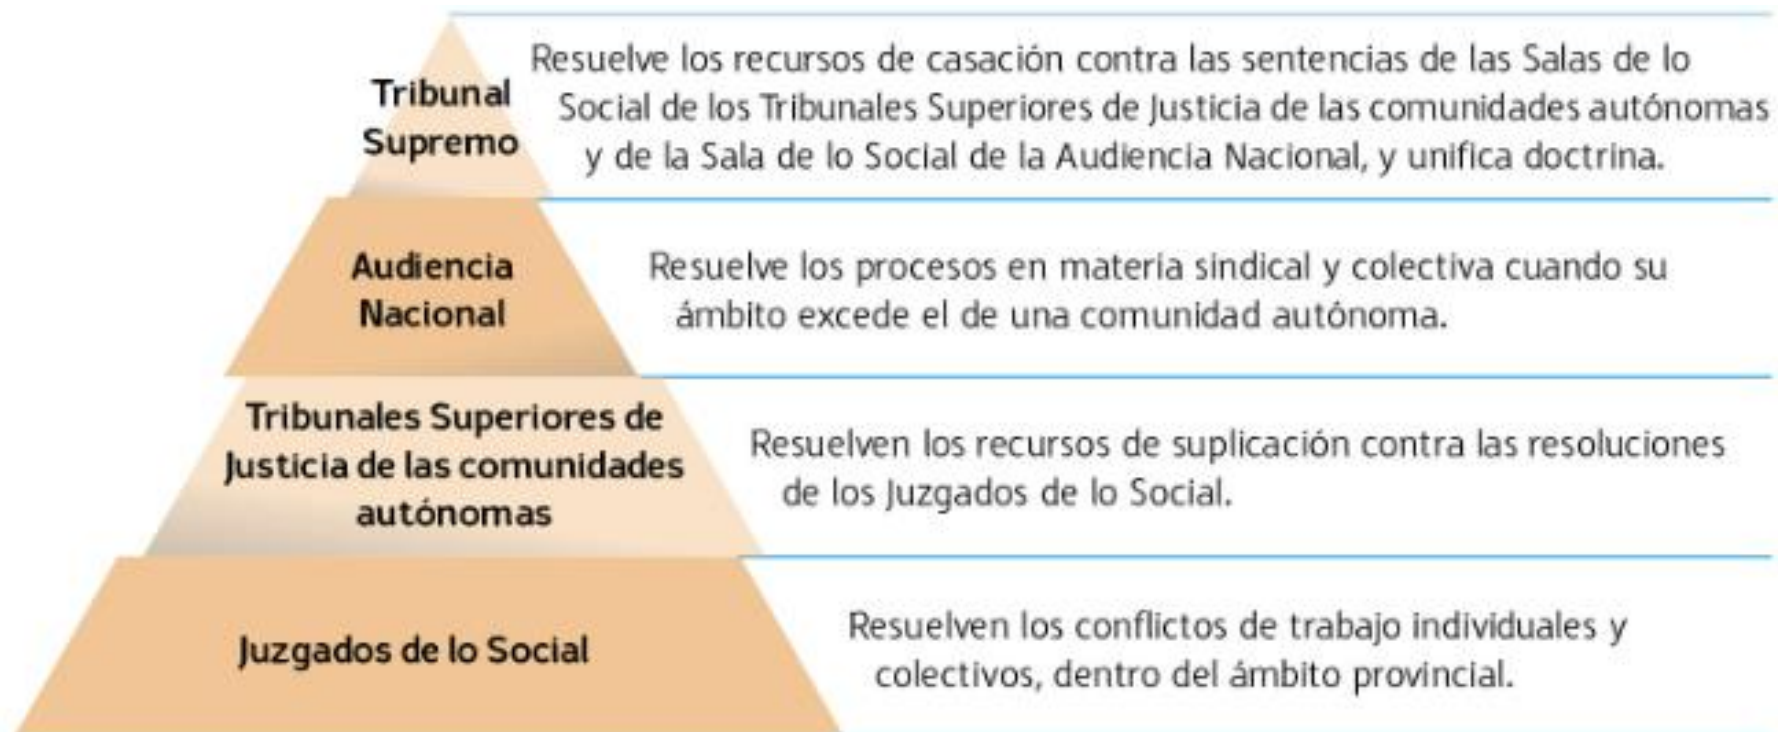 Tribunal
Supremo
Resuelve los recursos de casación contra las sentencias de las Salas de lo
Social de los Tribunales Superiores de Justicia de las comunidades autónomas
y de la Sala de lo Social de la Audiencia Nacional, y unifica doctrina.
Audiencia
Nacional
Resuelve los procesos en materia sindical y colectiva cuando su
ámbito excede el de una comunidad autónoma.
Tribunales Superiores de
Justicia de las comunidades
autónomas
Resuelven los recursos de suplicación contra las resoluciones
de los Juzgados de lo Social.
Juzgados de lo Social
Resuelven los conflictos de trabajo individuales y
colectivos, dentro del ámbito provincial.